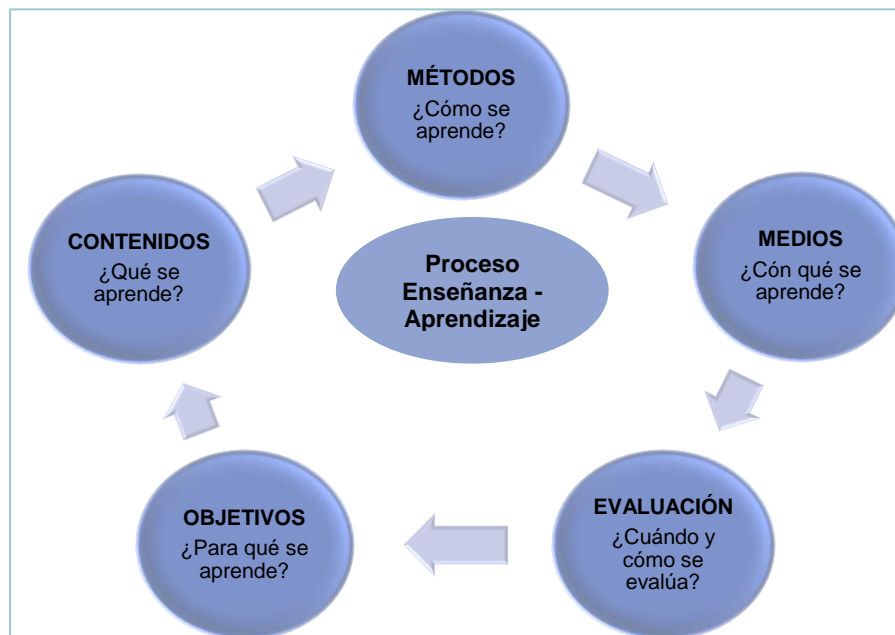 MÉTODOS
¿Cómo se
aprende?
MEDIOS
¿Cón qué se
aprende?
EVALUACIÓN
¿Cuándo y
cómo se
evalúa?
OBJETIVOS
¿Para qué se
aprende?
CONTENIDOS
¿Qué se
aprende?
Proceso
Enseñanza -
Aprendizaje